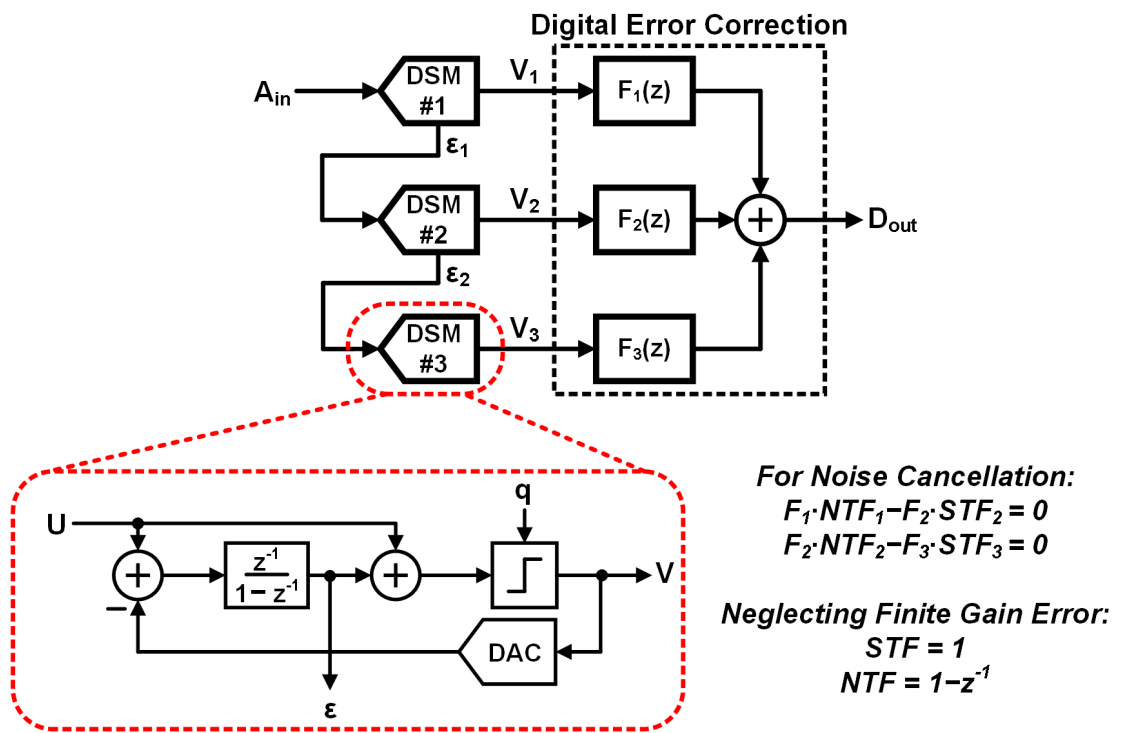 Digital Error Correction
A_in
DSM
#1
V₁
F₁(z)
ε₁
DSM
#2
V₂
F₂(z)
D_out
ε₂
DSM
#3
V₃
F₃(z)
U
q
z⁻¹
1− z⁻¹
V
−
DAC
ε
For Noise Cancellation:
F₁·NTF₁−F₂·STF₂ = 0
F₂·NTF₂−F₃·STF₃ = 0
Neglecting Finite Gain Error:
STF = 1
NTF = 1−z⁻¹